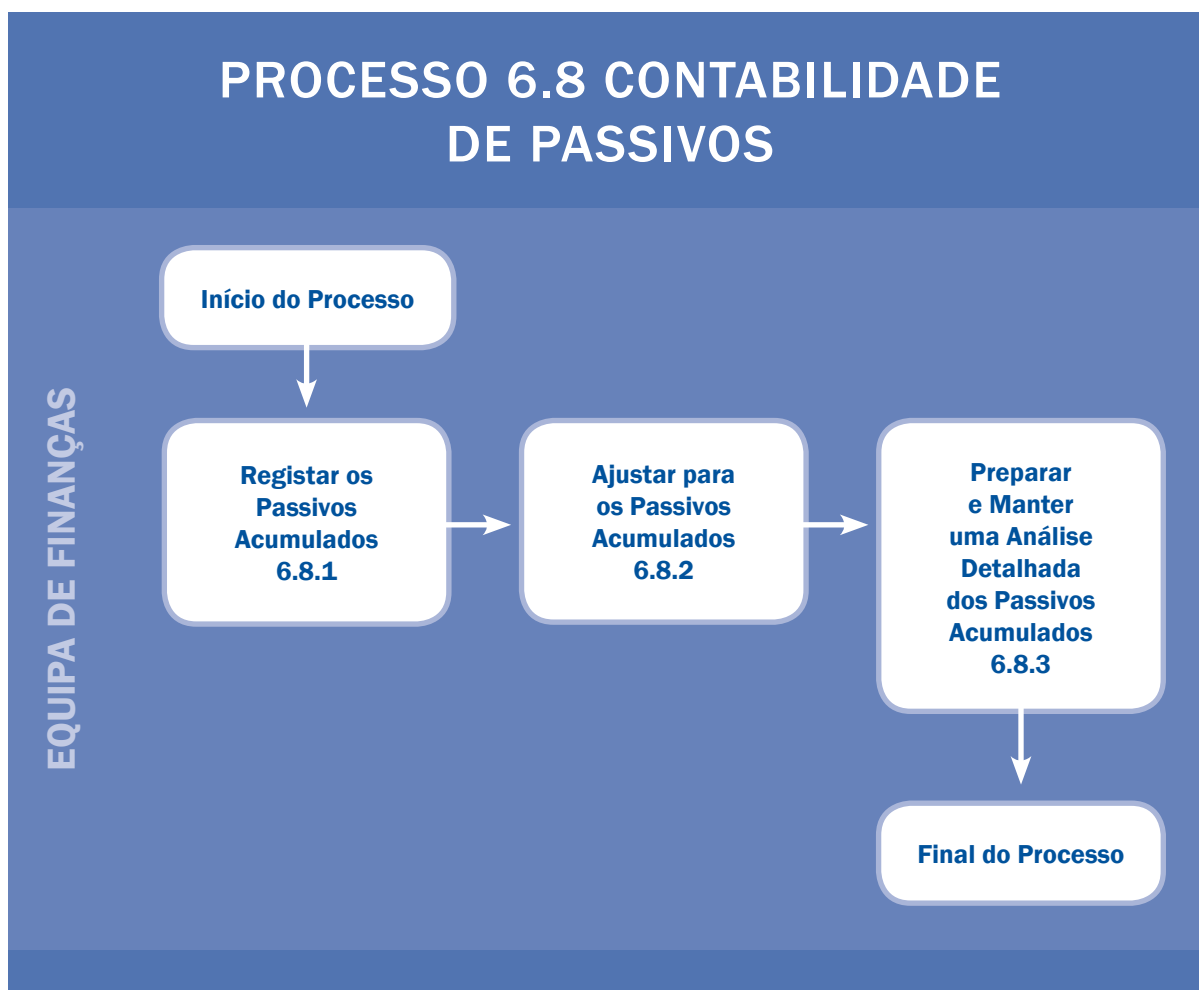 PROCESSO 6.8 CONTABILIDADE
DE PASSIVOS
EQUIPA DE FINANÇAS
Início do Processo
Registar os
Passivos
Acumulados
6.8.1
Ajustar para
os Passivos
Acumulados
6.8.2
Preparar
e Manter
uma Análise
Detalhada
dos Passivos
Acumulados
6.8.3
Final do Processo